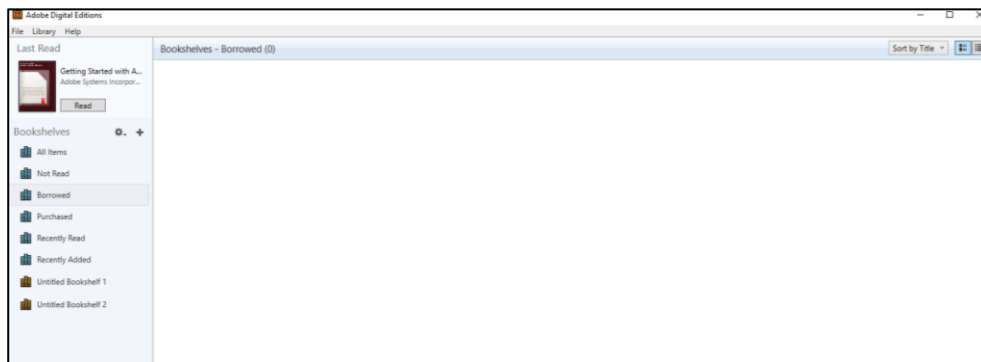 Adobe Digital Editions
File Library Help
Last Read
Getting Started with A...
Adobe Systems Incorpor...
Read
Bookshelves
All Items
Not Read
Borrowed
Purchased
Recently Read
Recently Added
Untitled Bookshelf 1
Untitled Bookshelf 2
Bookshelves - Borrowed (0)
Sort by Title